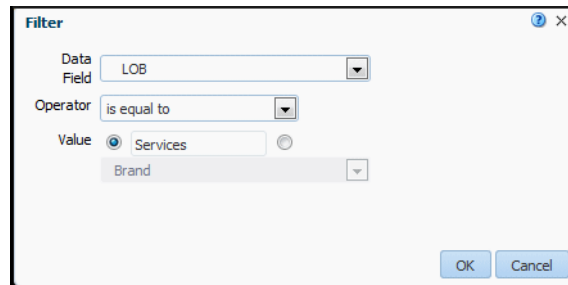 Filter
Data Field LOB
Operator is equal to
Value Services
Brand
OK Cancel